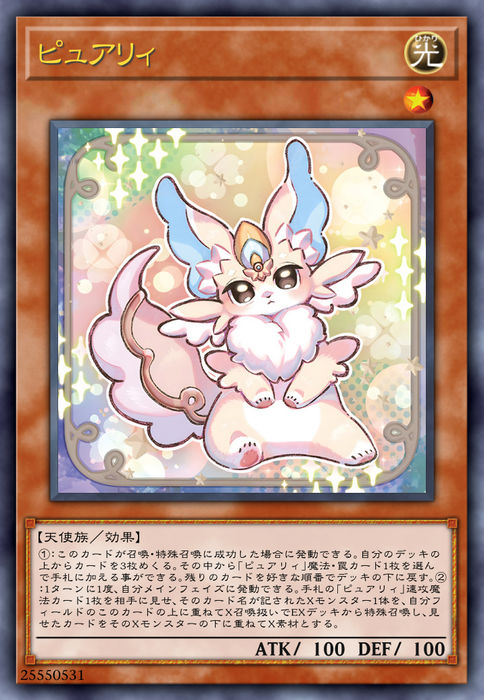 ピュアリィ
ひかり
光
【天使族／効果】
①：このカードが召喚・特殊召喚に成功した場合に発動できる。自分のデッキの
上からカードを3枚めくる。その中から「ピュアリィ」魔法・罠カード1枚を選ん
で手札に加える事ができる。残りのカードを好きな順番でデッキの下に戻す。②
：1ターンに1度、自分メインフェイズに発動できる。手札の「ピュアリィ」速攻魔
法カード1枚を相手に見せ、そのカード名が記されたXモンスター1体を、自分フ
ィールドのこのカードの上に重ねてX召喚扱いでEXデッキから特殊召喚し、見
せたカードをそのXモンスターの下に重ねてX素材とする。
ATK/ 100 DEF/ 100
25550531